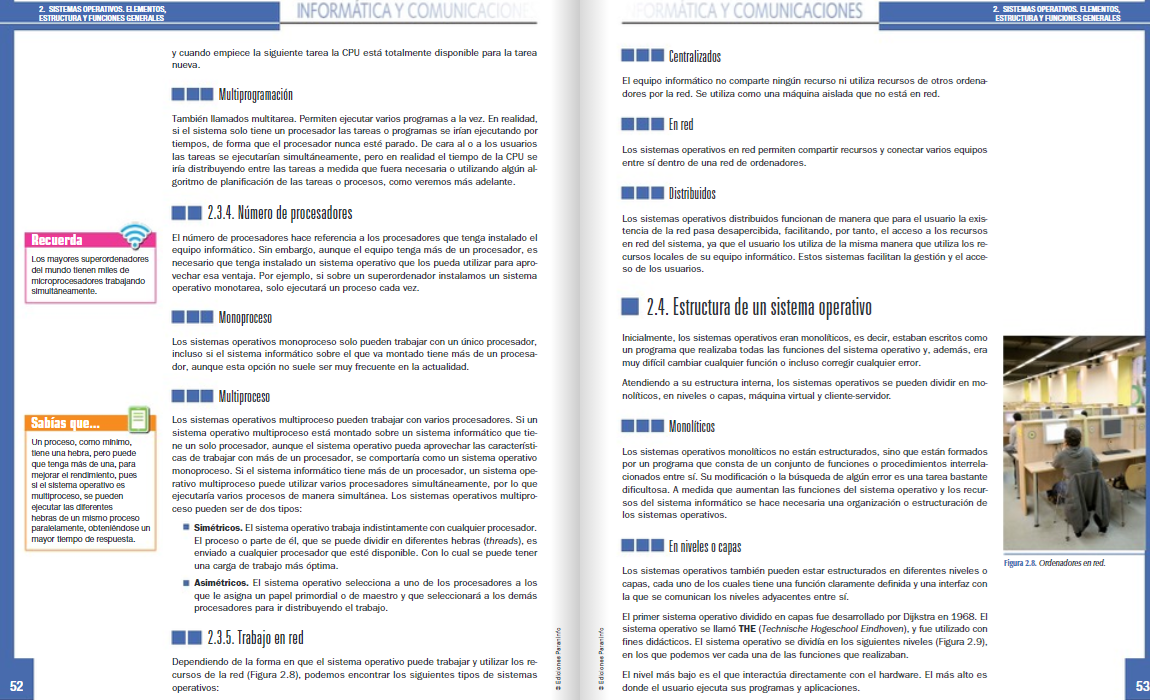 2. SISTEMAS OPERATIVOS. ELEMENTOS,
ESTRUCTURA Y FUNCIONES GENERALES
INFORMÁTICA Y COMUNICACIONES
y cuando empiece la siguiente tarea la CPU está totalmente disponible para la tarea
nueva.
Multiprogramación
También llamados multitarea. Permiten ejecutar varios programas a la vez. En realidad,
si el sistema solo tiene un procesador las tareas o programas se irían ejecutando por
tiempos, de forma que el procesador nunca esté parado. De cara al o a los usuarios
las tareas se ejecutarían simultáneamente, pero en realidad el tiempo de la CPU se
iría distribuyendo entre las tareas a medida que fuera necesario o utilizando algún al-
goritmo de planificación de las tareas o procesos, como veremos más adelante.
2.3.4. Número de procesadores
El número de procesadores hace referencia a los procesadores que tenga instalado el
equipo informático. Sin embargo, aunque el equipo tenga más de un procesador, es
necesario que tenga instalado un sistema operativo que los pueda utilizar para apro-
vechar esa ventaja. Por ejemplo, si sobre un superordenador instalamos un sistema
operativo monotarea, solo ejecutará un proceso cada vez.
Recuerda
Los mayores superordenadores
del mundo tienen miles de
microprocesadores trabajando
simultáneamente.
Monoproceso
Los sistemas operativos monoproceso solo pueden trabajar con un único procesador,
incluso si el sistema informático sobre el que va montado tiene más de un procesa-
dor, aunque esta opción no suele ser muy frecuente en la actualidad.
Multiproceso
Los sistemas operativos multiproceso pueden trabajar con varios procesadores. Si un
sistema operativo multiproceso está montado sobre un sistema informático que tie-
ne un solo procesador, aunque el sistema operativo pueda aprovechar las característi-
cas de trabajar con más de un procesador, se comportaría como un sistema operativo
monoproceso. Si el sistema informático tiene más de un procesador, un sistema ope-
rativo multiproceso puede utilizar varios procesadores simultáneamente, por lo que
ejecutaría varios procesos de manera simultánea. Los sistemas operativos multipro-
ceso pueden ser de dos tipos:
Sabías que...
Un proceso, como mínimo,
tiene una hebra, pero puede
que tenga más de una, para
mejorar el rendimiento, pues
si el sistema operativo es
multiproceso, se pueden
ejecutar las diferentes
hebras de un mismo proceso
paralelamente, obteniéndose un
mayor tiempo de respuesta.
Simétricos. El sistema operativo trabaja indistintamente con cualquier procesador.
El proceso o parte de él, que se puede dividir en diferentes hebras (threads), es
enviado a cualquier procesador que esté disponible. Con lo cual se puede tener
una carga de trabajo más óptima.
Asimétricos. El sistema operativo selecciona a uno de los procesadores a los
que le asigna un papel primordial o de maestro y que seleccionará a los demás
procesadores para ir distribuyendo el trabajo.
2.3.5. Trabajo en red
Dependiendo de la forma en que el sistema operativo puede trabajar y utilizar los re-
cursos de la red (Figura 2.8), podemos encontrar los siguientes tipos de sistemas
operativos:
52
© Ediciones Paraninfo
INFORMÁTICA Y COMUNICACIONES
2. SISTEMAS OPERATIVOS. ELEMENTOS,
ESTRUCTURA Y FUNCIONES GENERALES
Centralizados
El equipo informático no comparte ningún recurso ni utiliza recursos de otros ordena-
dores por la red. Se utiliza como una máquina aislada que no está en red.
En red
Los sistemas operativos en red permiten compartir recursos y conectar varios equipos
entre sí dentro de una red de ordenadores.
Distribuidos
Los sistemas operativos distribuidos funcionan de manera que para el usuario la exis-
tencia de la red pasa desapercibida, facilitando, por tanto, el acceso a los recursos
en red del sistema, ya que el usuario los utiliza de la misma manera que utiliza los re-
cursos locales de su equipo informático. Estos sistemas facilitan la gestión y el acce-
so de los usuarios.
2.4. Estructura de un sistema operativo
Inicialmente, los sistemas operativos eran monolíticos, es decir, estaban escritos como
un programa que realizaba todas las funciones del sistema operativo y, además, era
muy difícil cambiar cualquier función o incluso corregir cualquier error.
Atendiendo a su estructura interna, los sistemas operativos se pueden dividir en mo-
nolíticos, en niveles o capas, máquina virtual y cliente-servidor.
Monolíticos
Los sistemas operativos monolíticos no están estructurados, sino que están formados
por un programa que consta de un conjunto de funciones o procedimientos interrela-
cionados entre sí. Su modificación o la búsqueda de algún error es una tarea bastante
dificultosa. A medida que aumentan las funciones del sistema operativo y los recur-
sos del sistema informático se hace necesaria una organización o estructuración de
los sistemas operativos.
En niveles o capas
Los sistemas operativos también pueden estar estructurados en diferentes niveles o
capas, cada uno de los cuales tiene una función claramente definida y una interfaz con
la que se comunican los niveles adyacentes entre sí.
El primer sistema operativo dividido en capas fue desarrollado por Dijkstra en 1968. El
sistema operativo se llamó THE (Technische Hogeschool Eindhoven), y fue utilizado con
fines didácticos. El sistema operativo se dividía en los siguientes niveles (Figura 2.9),
en los que podemos ver cada una de las funciones que realizaban.
El nivel más bajo es el que interactúa directamente con el hardware. El más alto es
donde el usuario ejecuta sus programas y aplicaciones.
Figura 2.8. Ordenadores en red.
© Ediciones Paraninfo
53